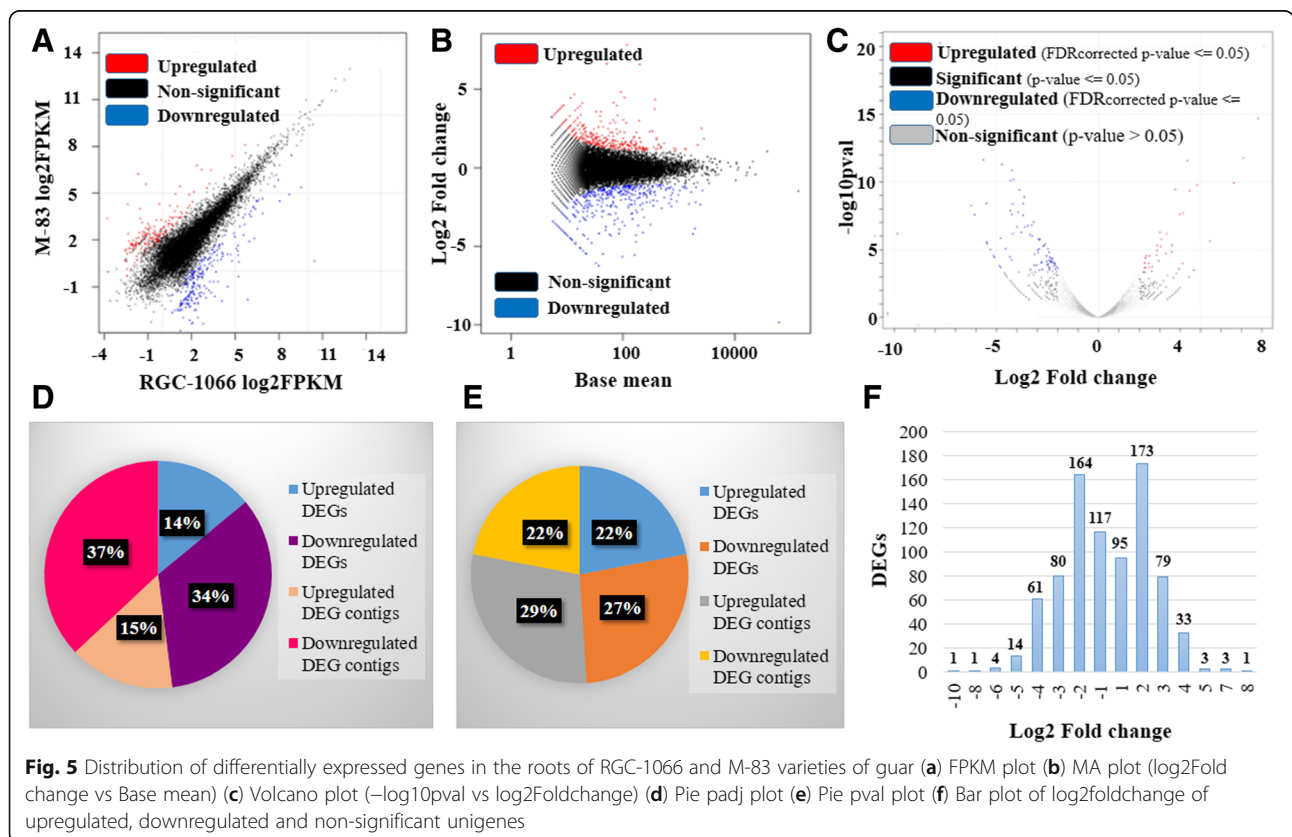 A
14
11
8
5
2
-1
M-83 log2FPKM
Upregulated
Non-significant
Downregulated
-4 -1 2 5 8 11 14
RGC-1066 log2FPKM
B
5
0
-5
-10
Log2 Fold change
Upregulated
Non-significant
Downregulated
1 100 10000
Base mean
C
20
15
10
5
0
-log10pval
Upregulated (FDRcorrected p-value <= 0.05)
Significant (p-value <= 0.05)
Downregulated (FDRcorrected p-value <=
0.05)
Non-significant (p-value > 0.05)
-10 -5 0 4 8
Log2 Fold change
D
14%
34%
15%
37%
Upregulated
DEGs
Downregulated
DEGs
Upregulated
DEG contigs
Downregulated
DEG contigs
E
22%
27%
29%
22%
Upregulated
DEGs
Downregulated
DEGs
Upregulated
DEG contigs
Downregulated
DEG contigs
F
200
180
160
140
120
100
80
60
40
20
0
DEGs
1 1 4 14 61 80 164 117 95 173 79 33 3 3 1
-10 -8 -6 -5 -4 -3 -2 -1 1 2 3 4 5 7 8
Log2 Fold change
Fig. 5 Distribution of differentially expressed genes in the roots of RGC-1066 and M-83 varieties of guar (a) FPKM plot (b) MA plot (log2Fold
change vs Base mean) (c) Volcano plot (−log10pval vs log2Foldchange) (d) Pie padj plot (e) Pie pval plot (f) Bar plot of log2foldchange of
upregulated, downregulated and non-significant unigenes